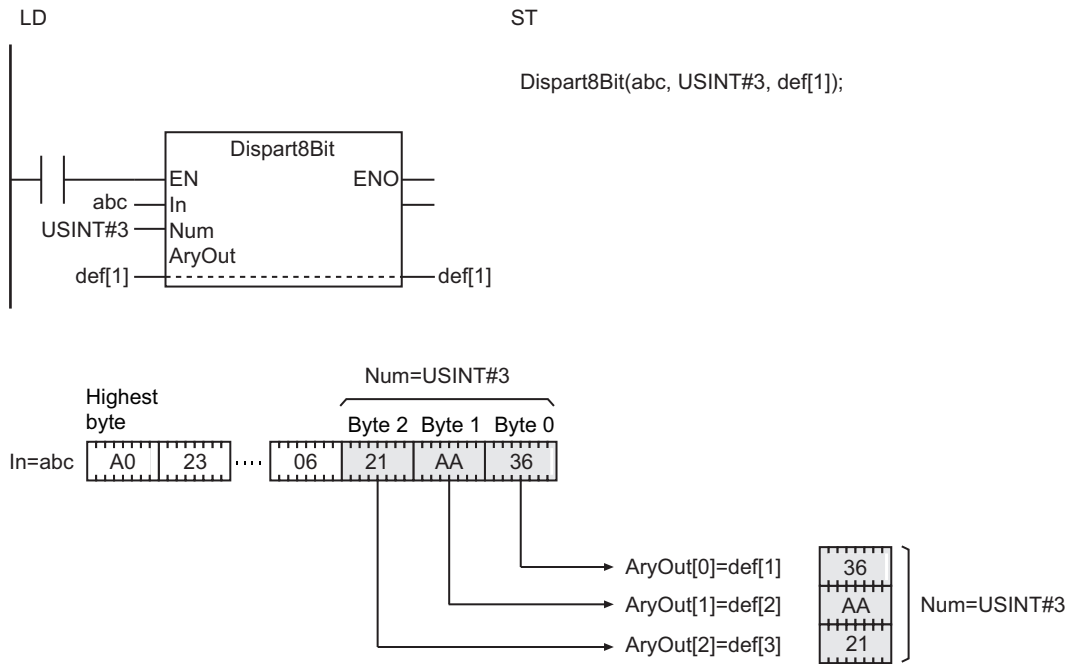 LD ST
Dispart8Bit(abc, USINT#3, def[1]);
Dispart8Bit
EN ENO
abc In
USINT#3 Num
AryOut
def[1] def[1]
Num=USINT#3
Highest
byte
Byte 2 Byte 1 Byte 0
In=abc A0 23 06 21 AA 36
AryOut[0]=def[1] 36
AryOut[1]=def[2] AA Num=USINT#3
AryOut[2]=def[3] 21